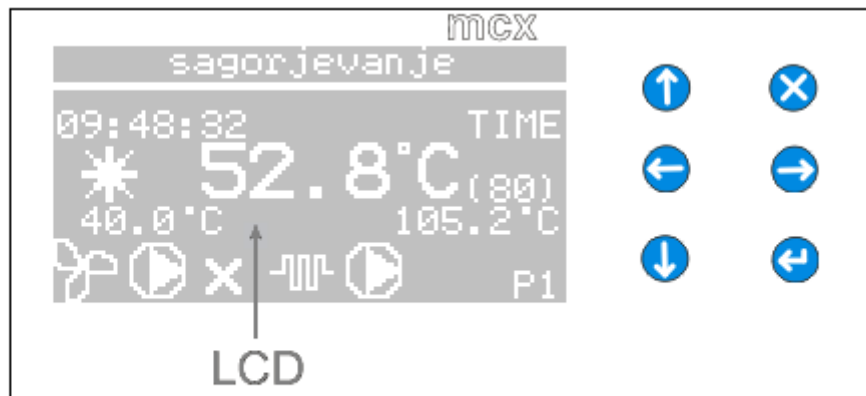 mcx
sagorjevanje
09:48:32 TIME
52.8°C (80)
40.0°C 105.2°C
P1
LCD